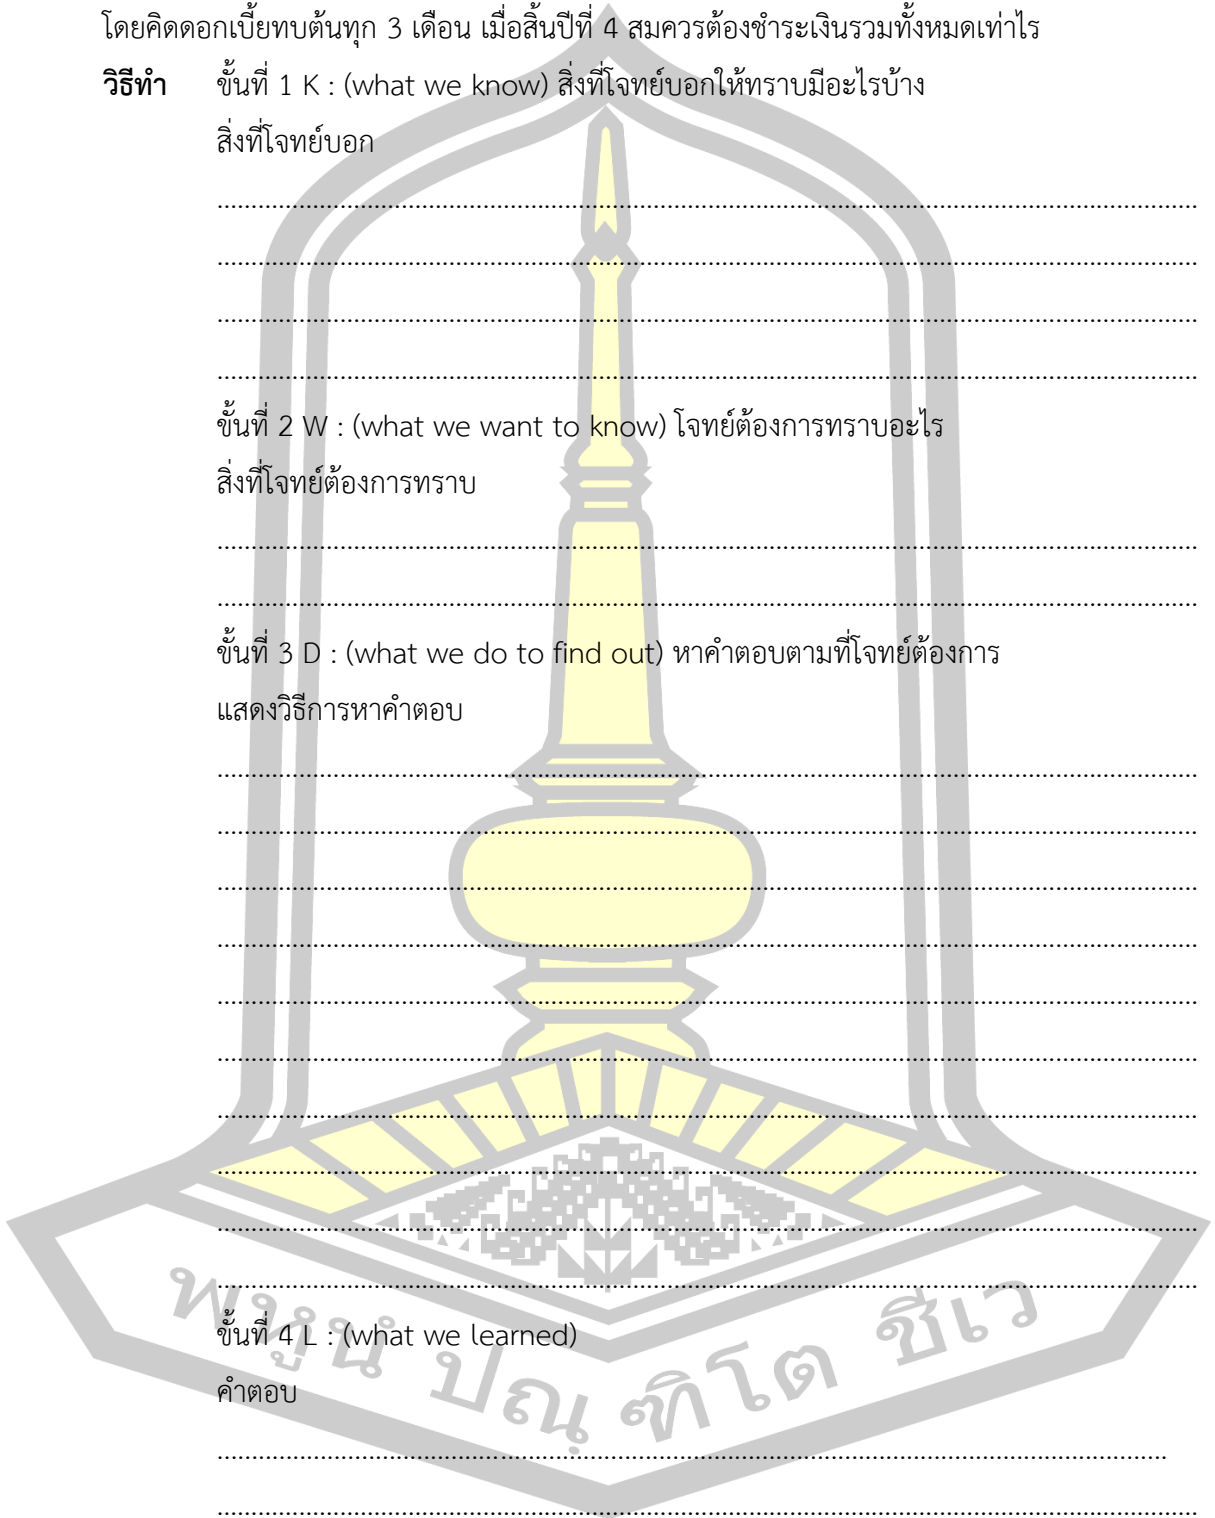 โดยคิดดอกเบี้ยทบต้นทุก 3 เดือน เมื่อสิ้นปีที่ 4 สมควรต้องชำระเงินรวมทั้งหมดเท่าไร
วิธีทำ ขั้นที่ 1 K : (what we know) สิ่งที่โจทย์บอกให้ทราบมีอะไรบ้าง
สิ่งที่โจทย์บอก
ขั้นที่ 2 W : (what we want to know) โจทย์ต้องการทราบอะไร
สิ่งที่โจทย์ต้องการทราบ
ขั้นที่ 3 D : (what we do to find out) หาคำตอบตามที่โจทย์ต้องการ
แสดงวิธีการหาคำตอบ
ขั้นที่ 4 L : (what we learned)
คำตอบ
พหูนํ ปณฺฑิโต ชีเว